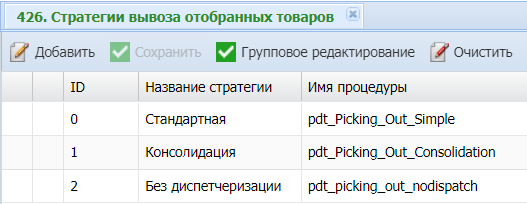 426. Стратегии вывоза отобранных товаров
Добавить Сохранить Групповое редактирование Очистить
ID Название стратегии Имя процедуры
0 Стандартная pdt_Picking_Out_Simple
1 Консолидация pdt_Picking_Out_Consolidation
2 Без диспетчеризации pdt_picking_out_nodispatch